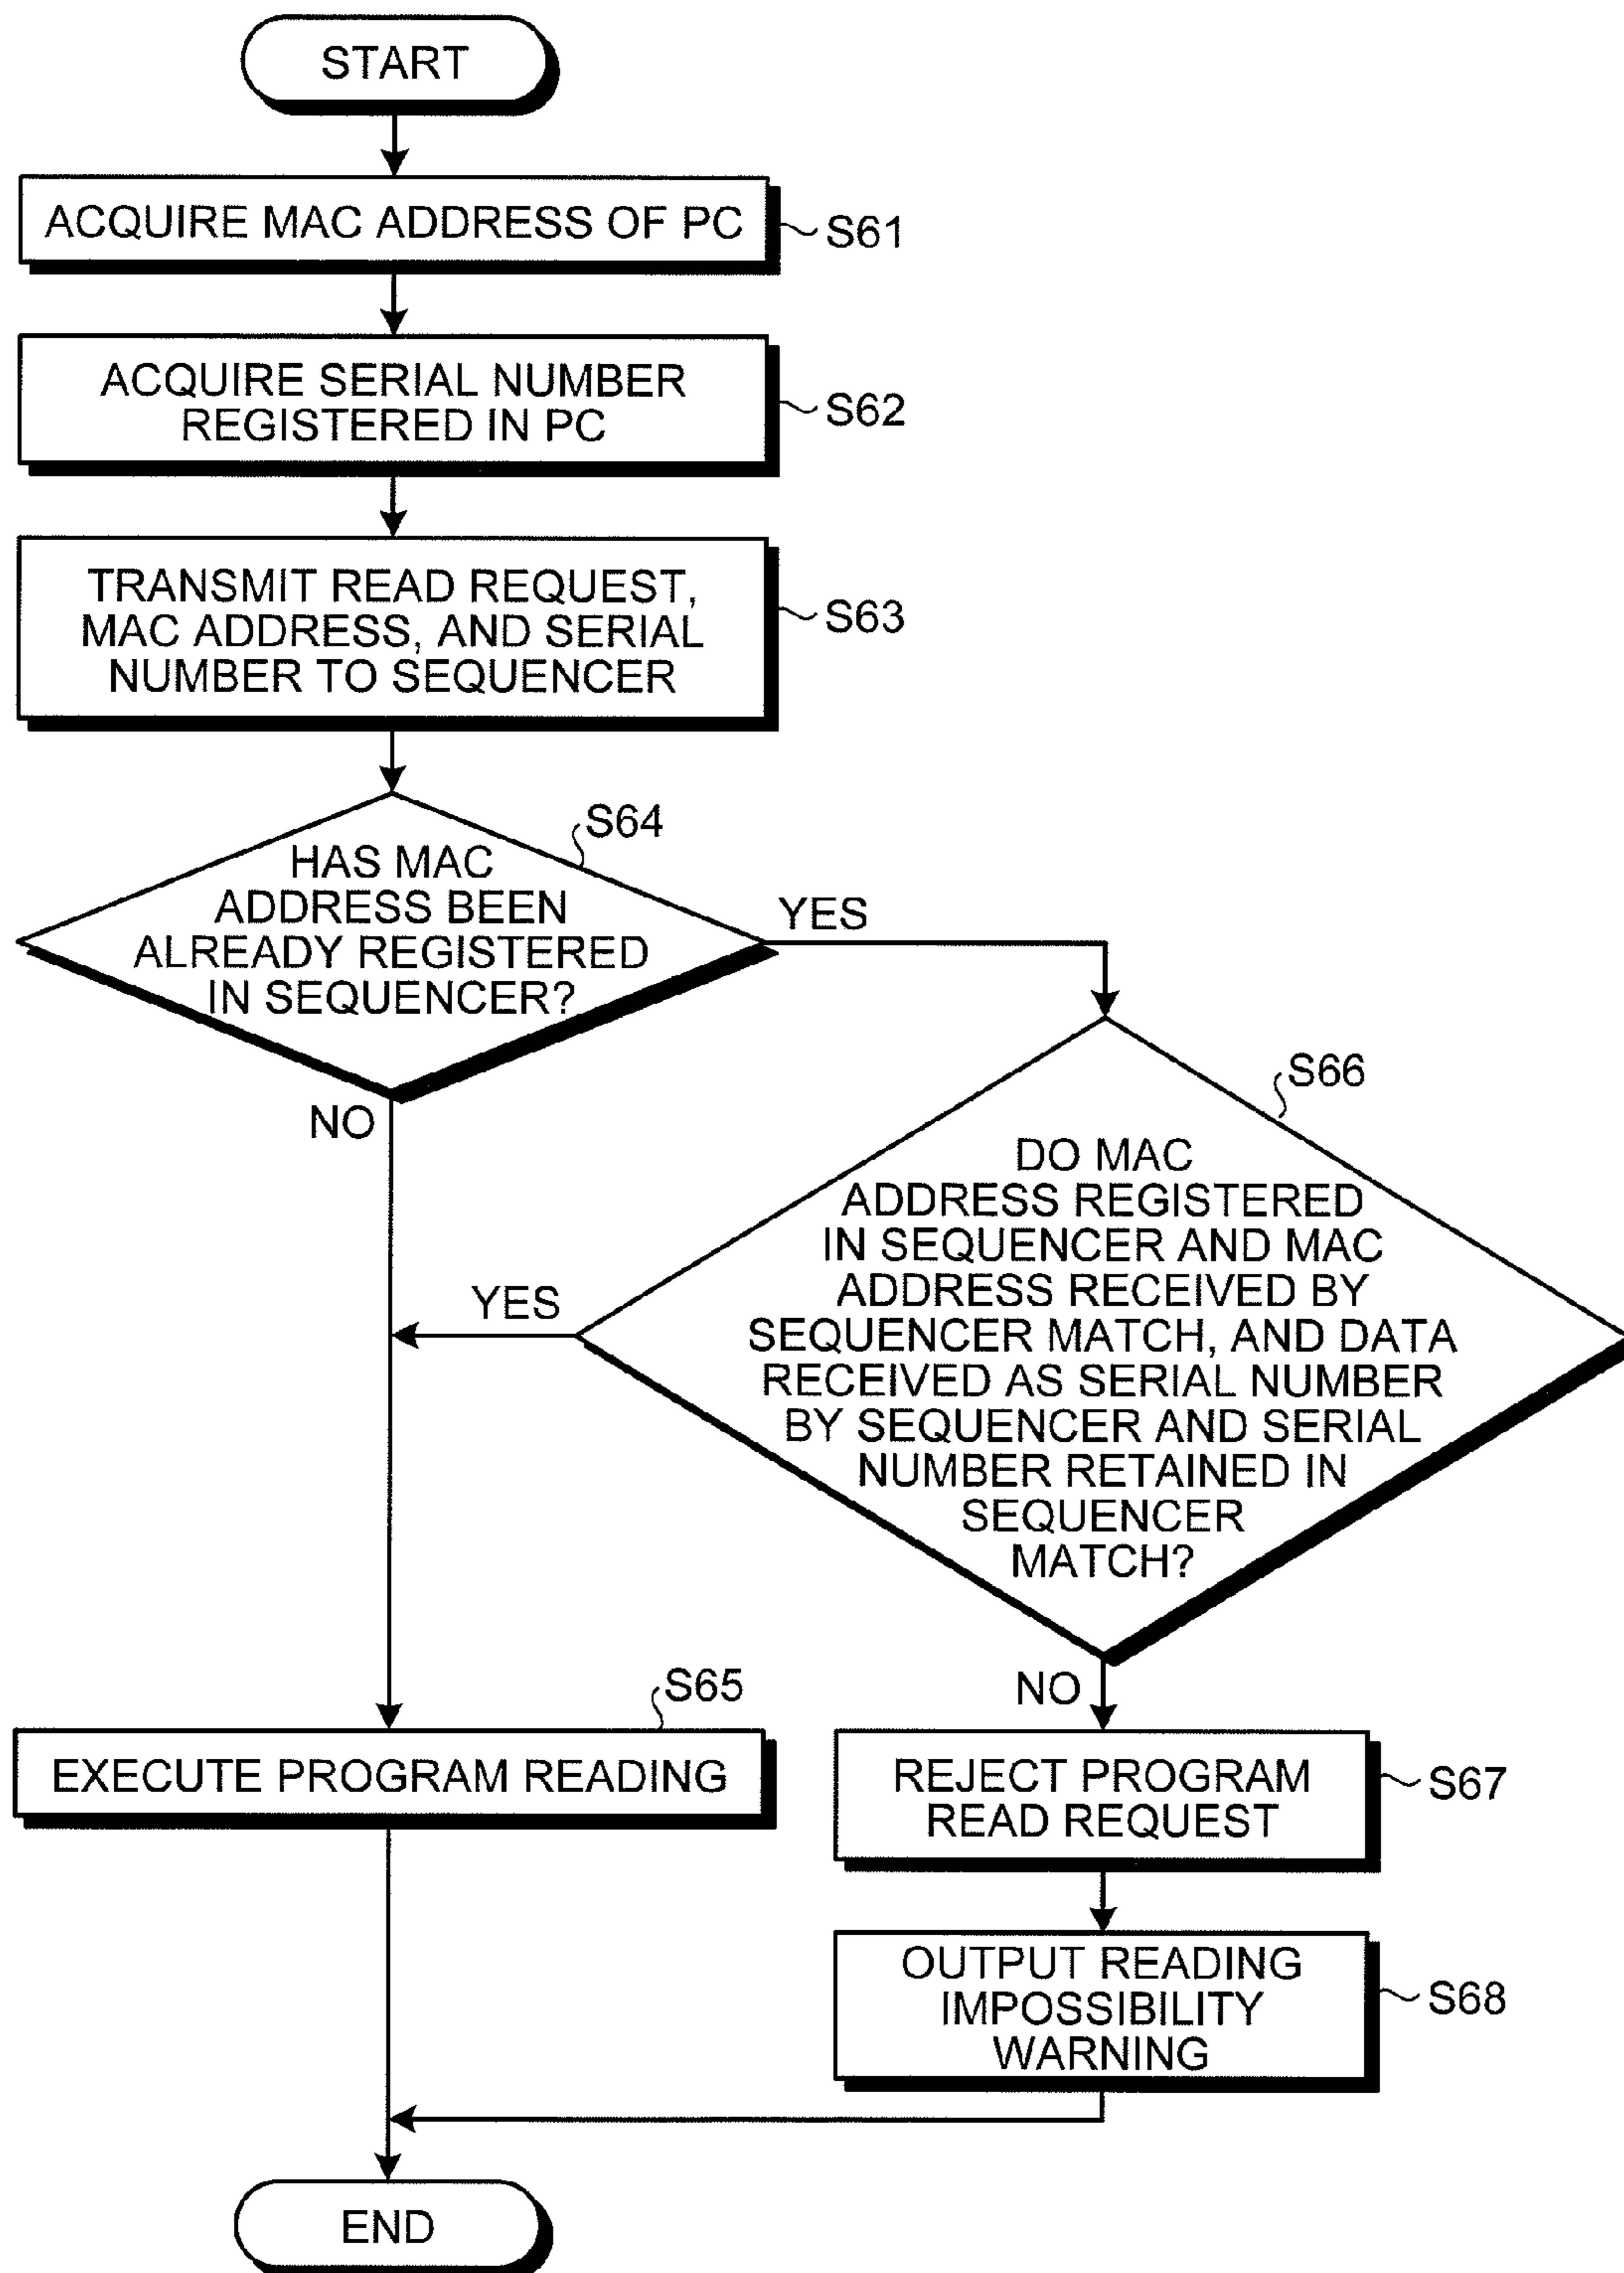 START
ACQUIRE MAC ADDRESS OF PC
S61
ACQUIRE SERIAL NUMBER
REGISTERED IN PC
S62
TRANSMIT READ REQUEST,
MAC ADDRESS, AND SERIAL
NUMBER TO SEQUENCER
S63
S64
HAS MAC
ADDRESS BEEN
ALREADY REGISTERED
IN SEQUENCER?
YES
NO
S66
DO MAC
ADDRESS REGISTERED
IN SEQUENCER AND MAC
ADDRESS RECEIVED BY
SEQUENCER MATCH, AND DATA
RECEIVED AS SERIAL NUMBER
BY SEQUENCER AND SERIAL
NUMBER RETAINED IN
SEQUENCER
MATCH?
YES
NO
S65
EXECUTE PROGRAM READING
REJECT PROGRAM
READ REQUEST
S67
OUTPUT READING
IMPOSSIBILITY
WARNING
S68
END